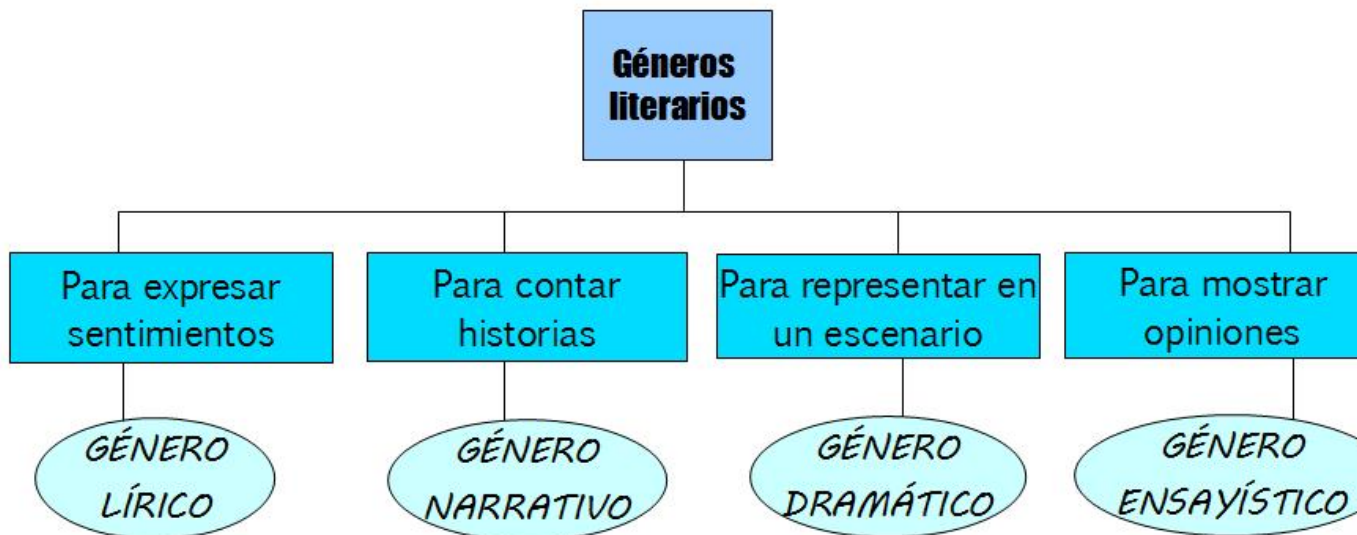 Géneros
literarios
Para expresar
sentimientos
Para contar
historias
Para representar en
un escenario
Para mostrar
opiniones
GÉNERO
LÍRICO
GÉNERO
NARRATIVO
GÉNERO
DRAMÁTICO
GÉNERO
ENSAYÍSTICO